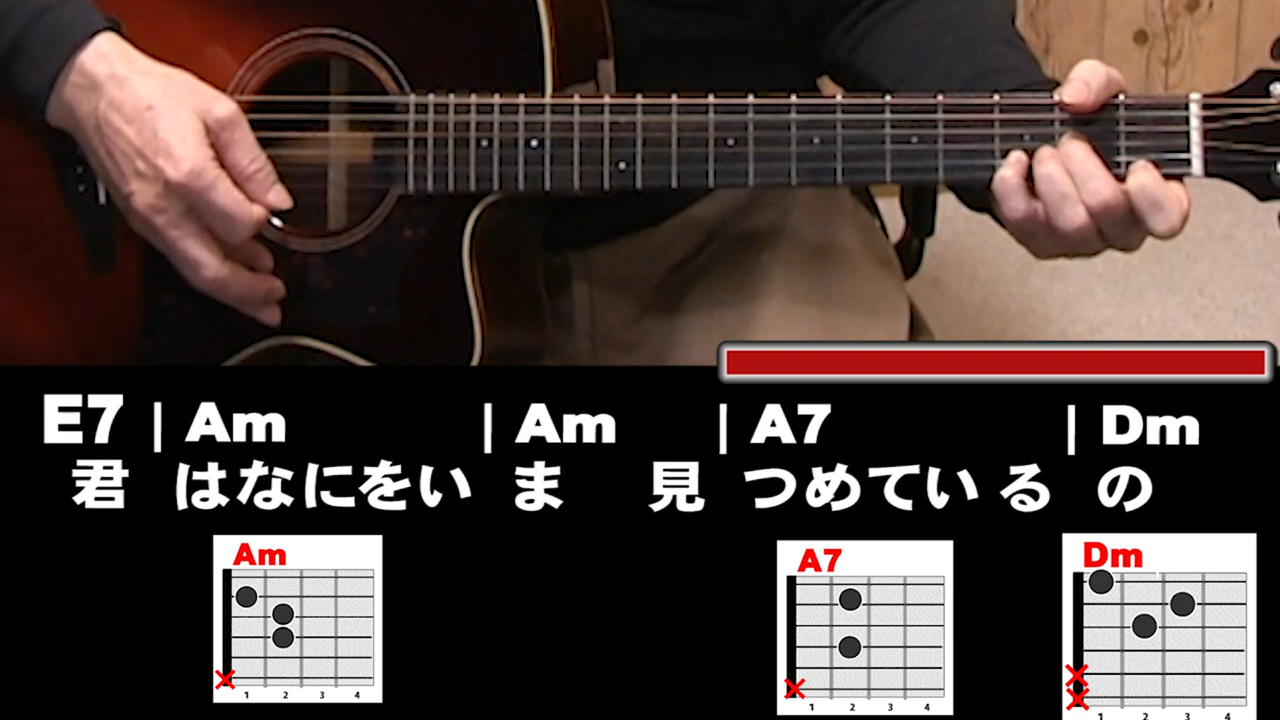 E7 | Am | Am | A7 | Dm
君 はなにをい ま 見 つめている の
Am A7 Dm
1 2 3 4 1 2 3 4 1 2 3 4